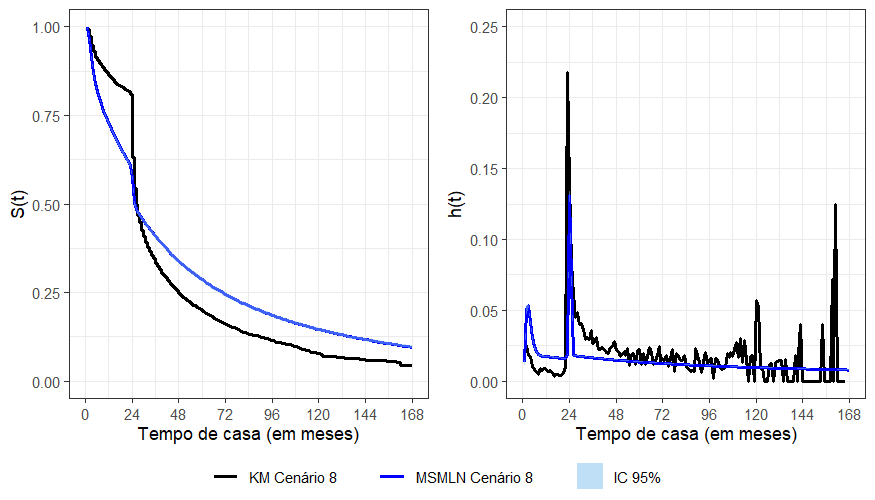 1.00
0.75
0.50
0.25
0.00
S(t)
0 24 48 72 96 120 144 168
Tempo de casa (em meses)
0.25
0.20
0.15
0.10
0.05
0.00
h(t)
0 24 48 72 96 120 144 168
Tempo de casa (em meses)
KM Cenário 8 MSMLN Cenário 8 IC 95%